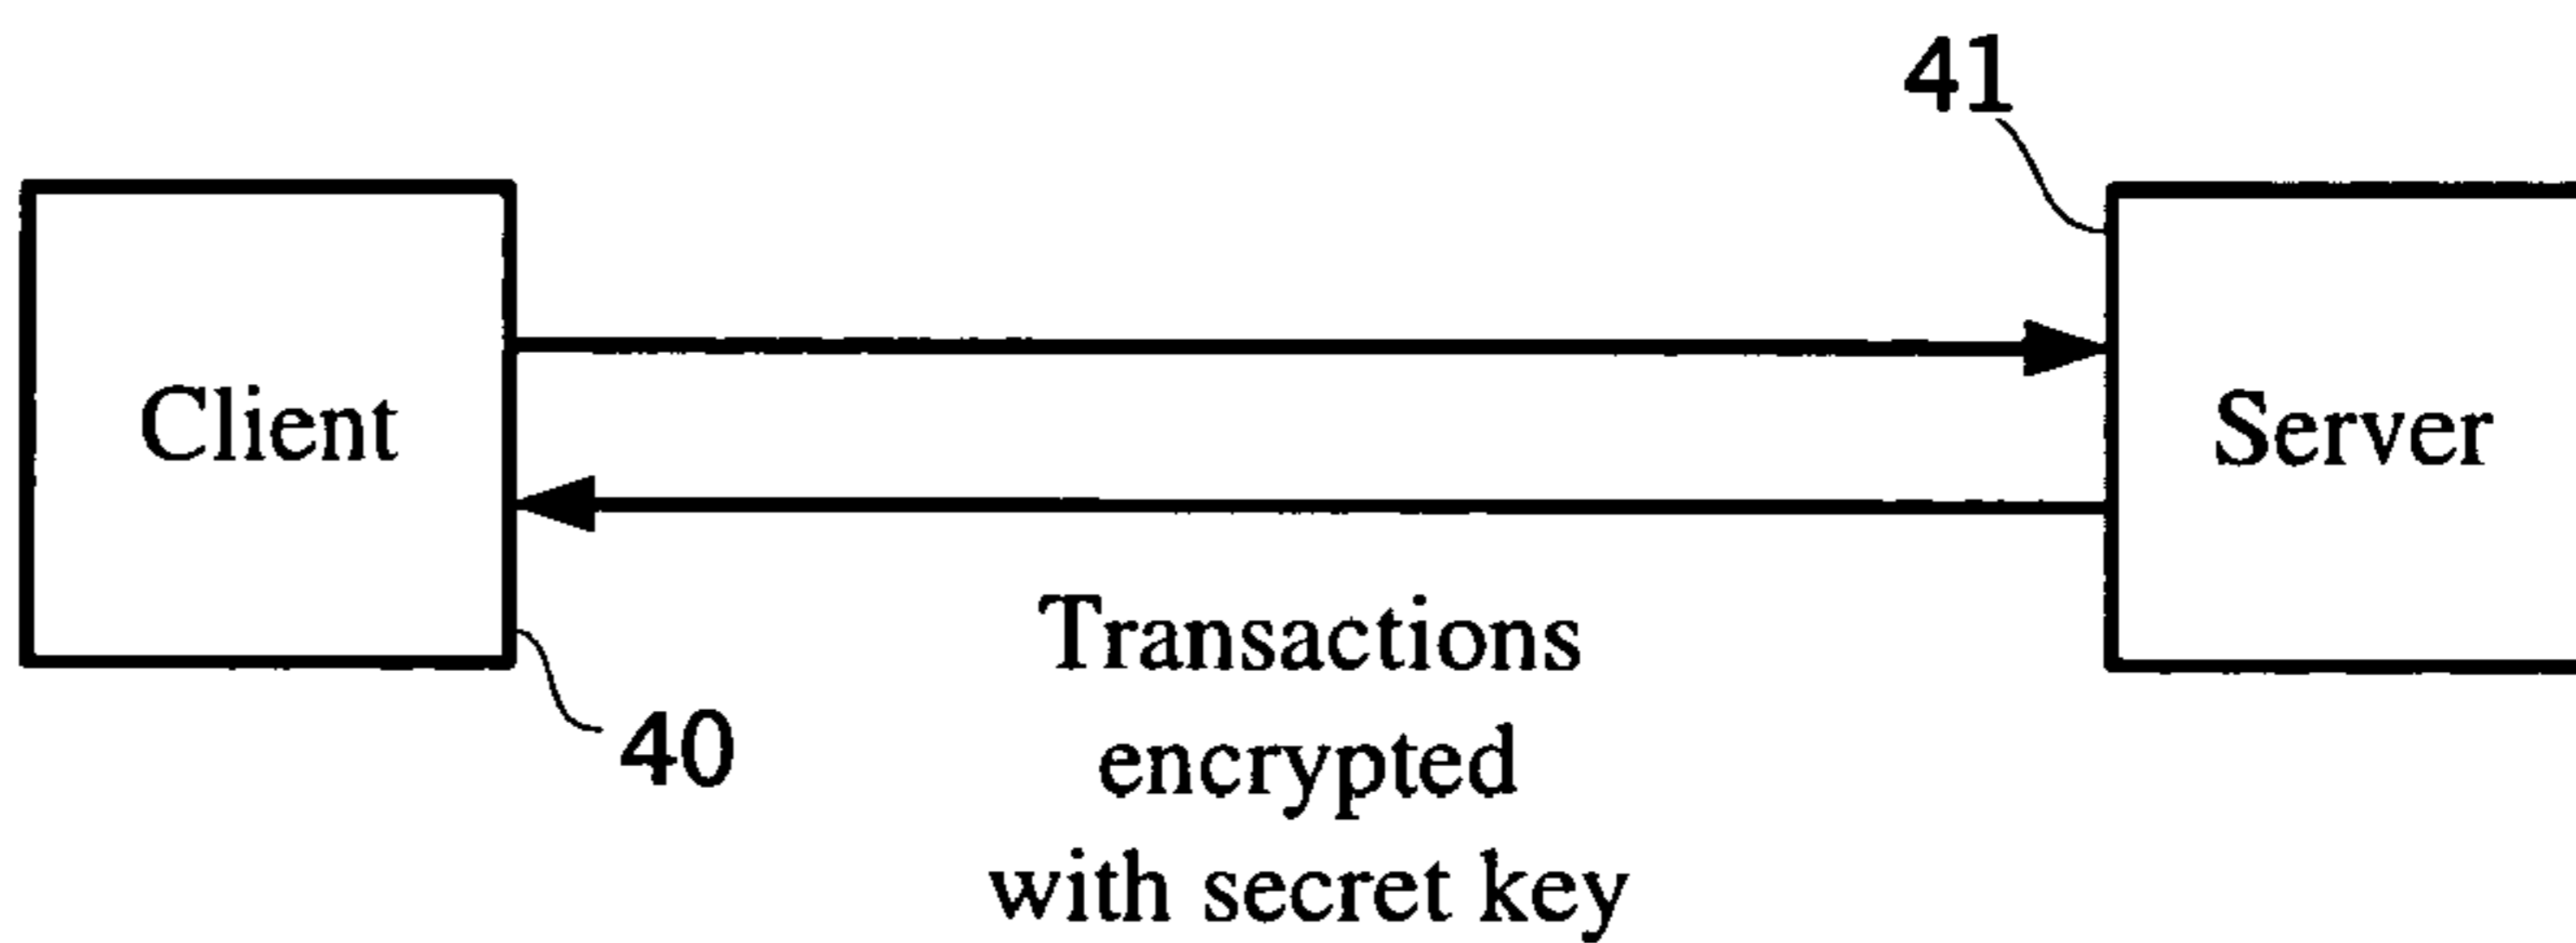 41
Client
Server
Transactions
encrypted
with secret key
40